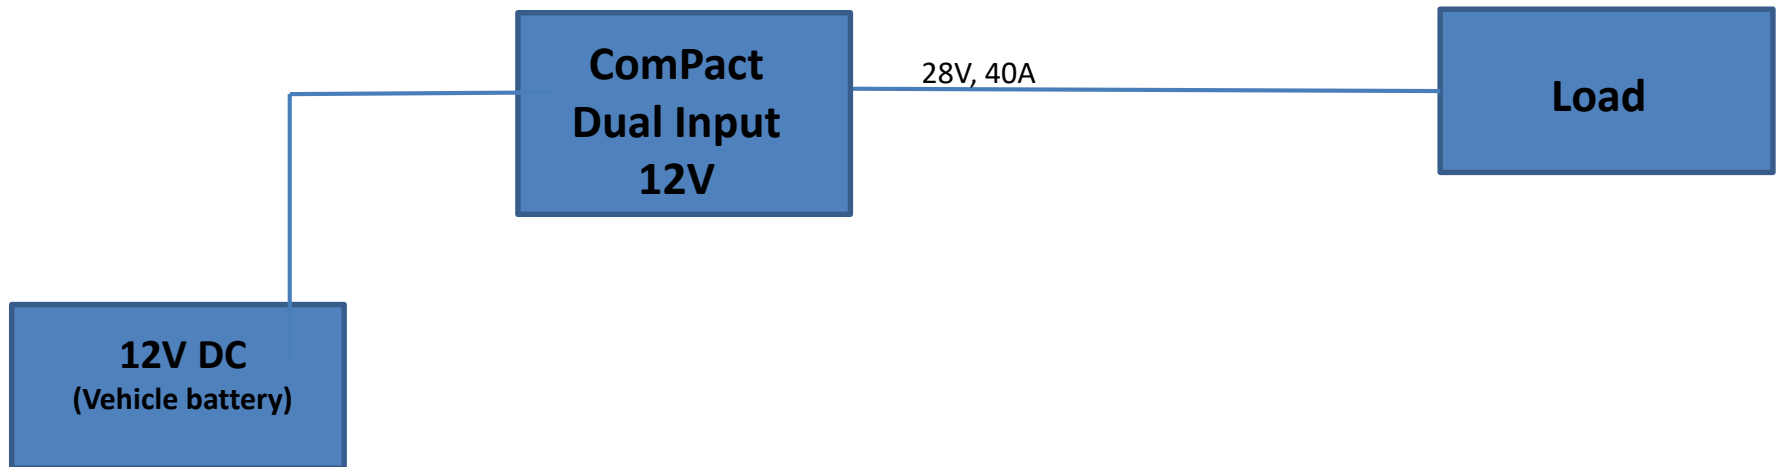 ComPact
Dual Input
12V
28V, 40A
Load
12V DC
(Vehicle battery)